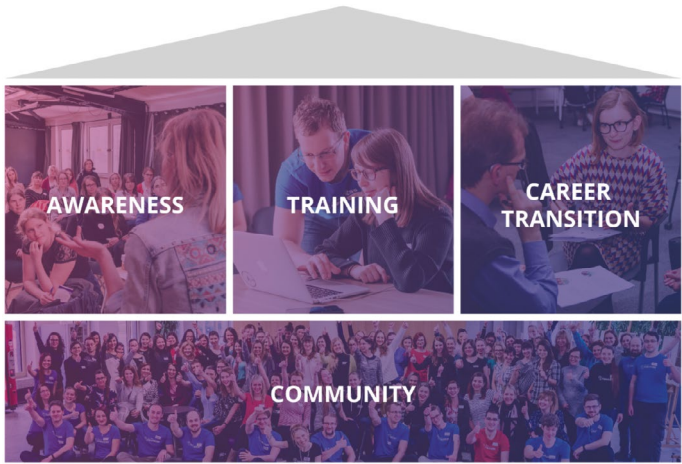 AWARENESS
TRAINING
CAREER
TRANSITION
COMMUNITY